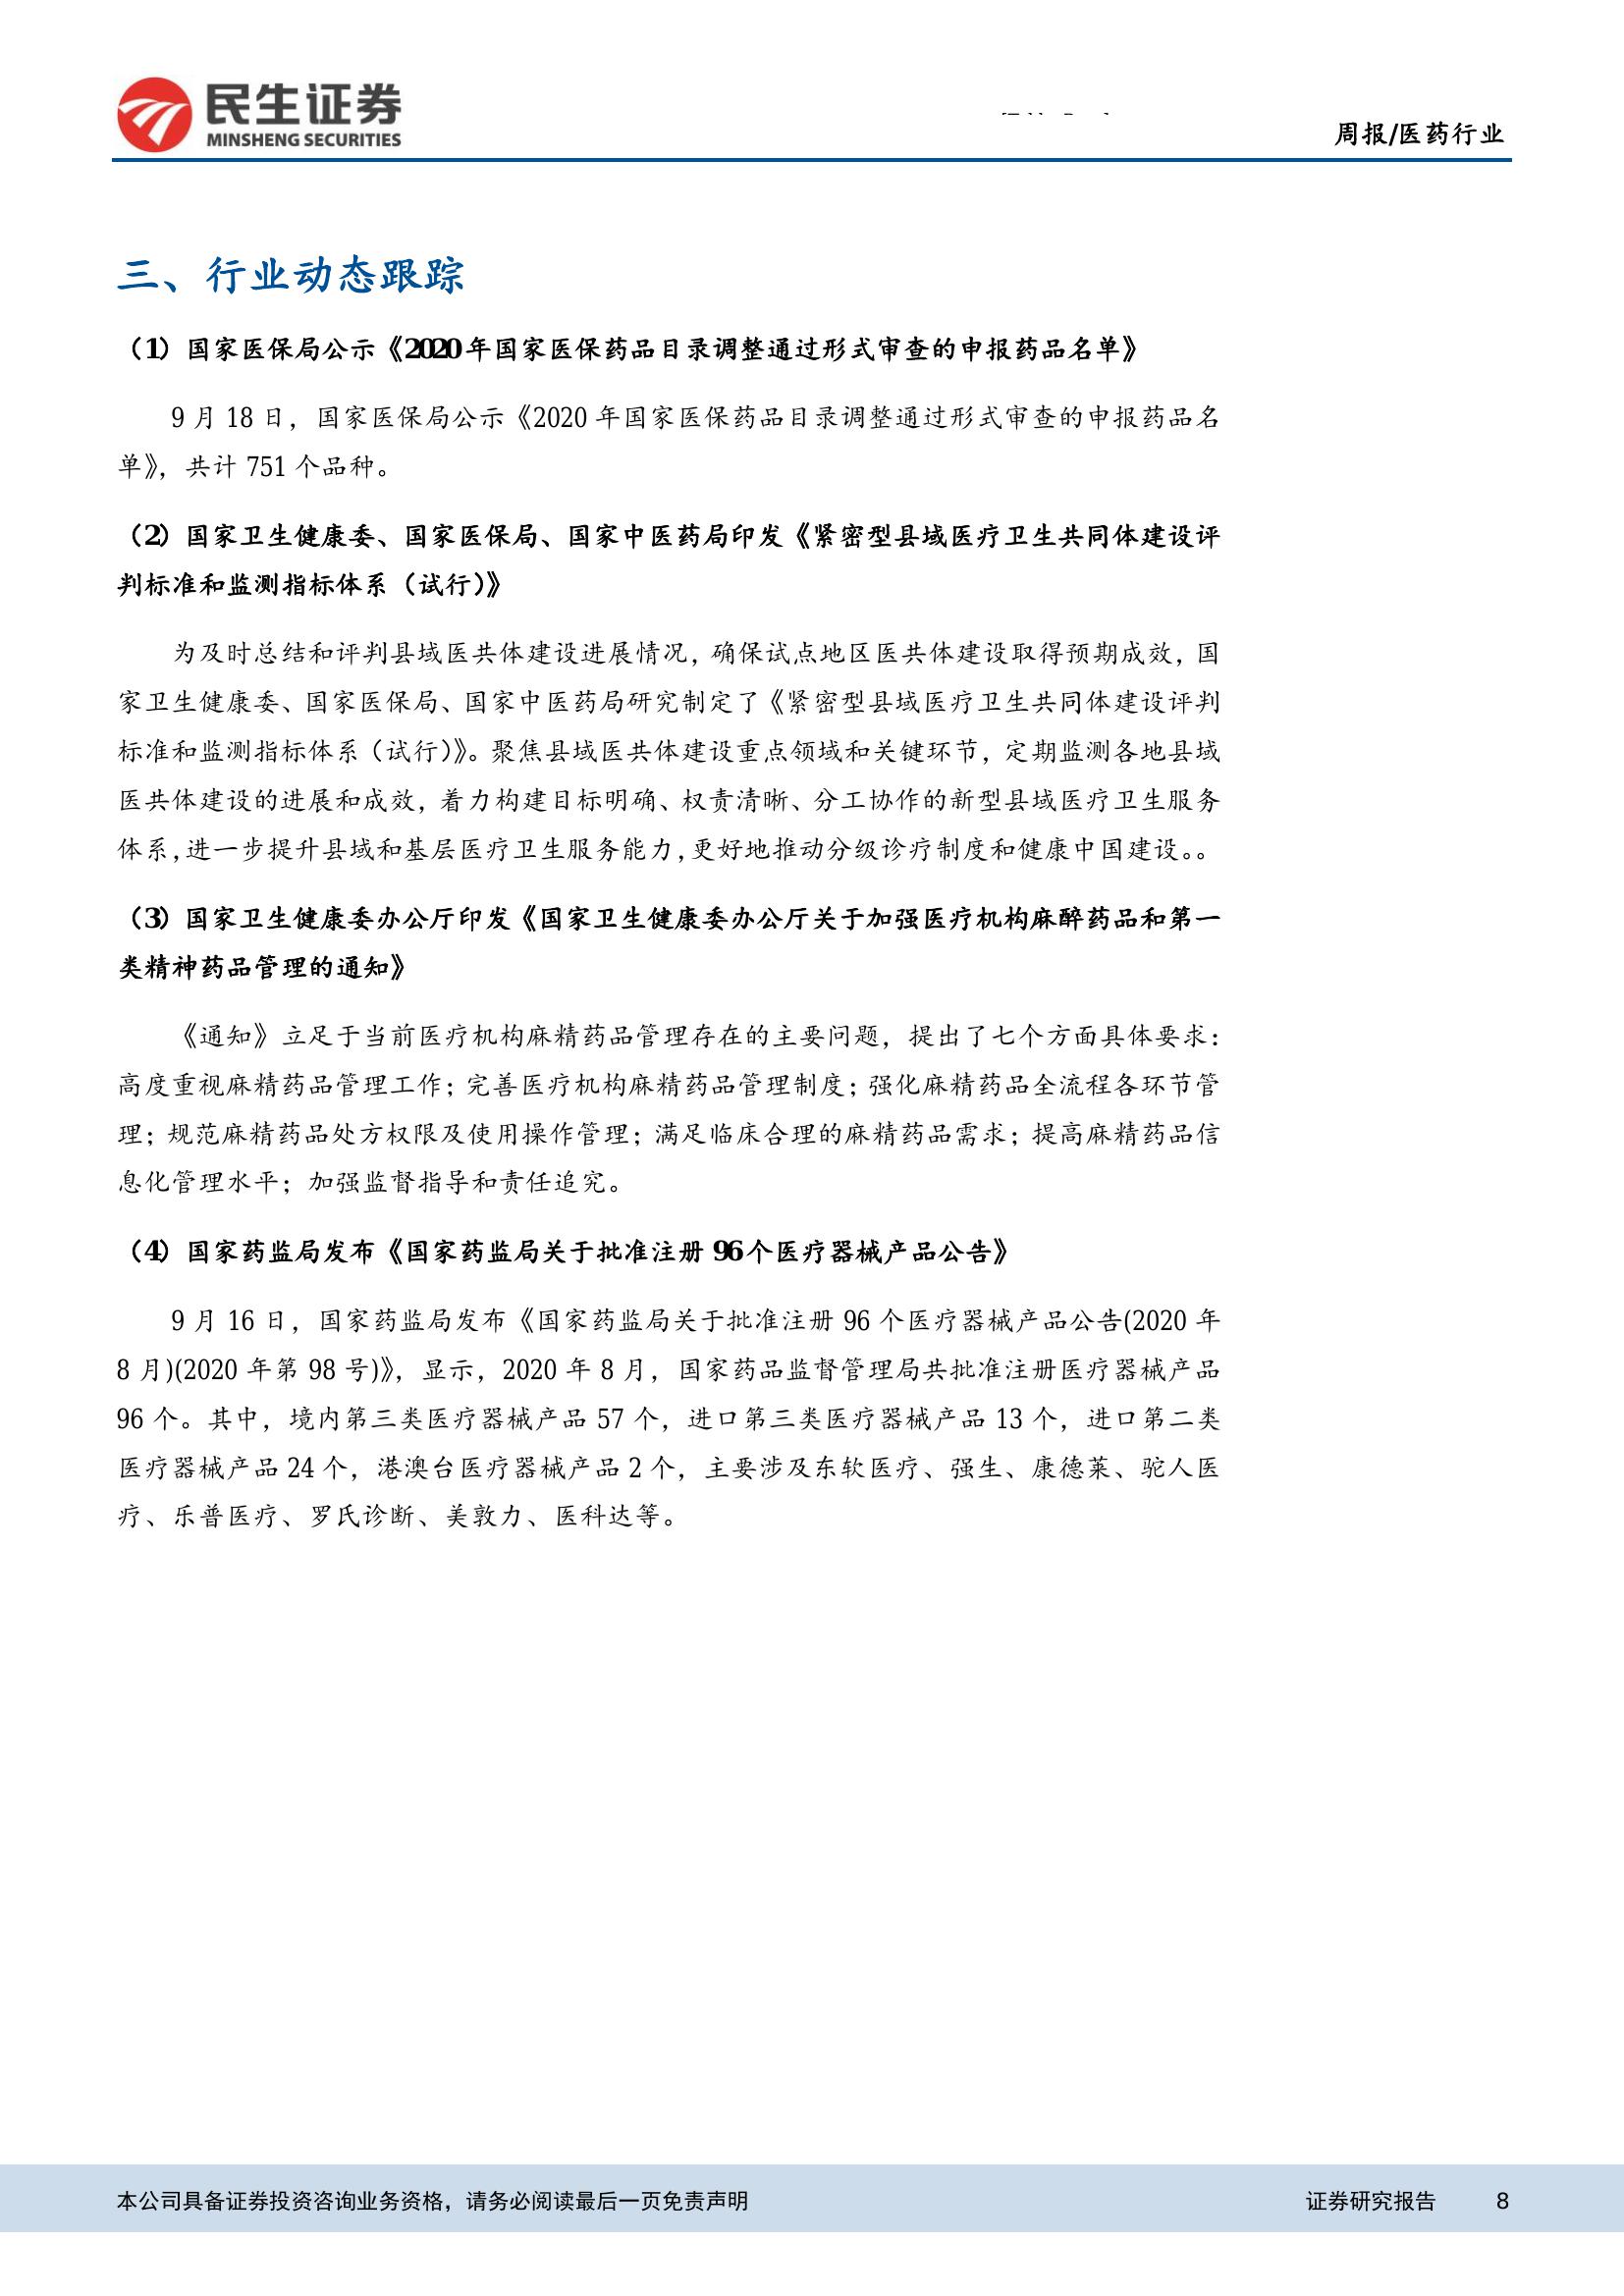 民生证券
MINSHENG SECURITIES
周报/医药行业
三、行业动态跟踪
（1）国家医保局公示《2020年国家医保药品目录调整通过形式审查的申报药品名单》
9 月 18 日，国家医保局公示《2020 年国家医保药品目录调整通过形式审查的申报药品名
单》，共计 751 个品种。
（2）国家卫生健康委、国家医保局、国家中医药局印发《紧密型县域医疗卫生共同体建设评
判标准和监测指标体系（试行）》
为及时总结和评判县域医共体建设进展情况，确保试点地区医共体建设取得预期成效，国
家卫生健康委、国家医保局、国家中医药局研究制定了《紧密型县域医疗卫生共同体建设评判
标准和监测指标体系（试行）》。聚焦县域医共体建设重点领域和关键环节，定期监测各地县域
医共体建设的进展和成效，着力构建目标明确、权责清晰、分工协作的新型县域医疗卫生服务
体系，进一步提升县域和基层医疗卫生服务能力，更好地推动分级诊疗制度和健康中国建设。。
（3）国家卫生健康委办公厅印发《国家卫生健康委办公厅关于加强医疗机构麻醉药品和第一
类精神药品管理的通知》
《通知》立足于当前医疗机构麻精药品管理存在的主要问题，提出了七个方面具体要求：
高度重视麻精药品管理工作；完善医疗机构麻精药品管理制度；强化麻精药品全流程各环节管
理；规范麻精药品处方权限及使用操作管理；满足临床合理的麻精药品需求；提高麻精药品信
息化管理水平；加强监督指导和责任追究。
（4）国家药监局发布《国家药监局关于批准注册 96个医疗器械产品公告》
9 月 16 日，国家药监局发布《国家药监局关于批准注册 96 个医疗器械产品公告(2020 年
8 月)(2020 年第 98 号)》，显示，2020 年 8 月，国家药品监督管理局共批准注册医疗器械产品
96 个。其中，境内第三类医疗器械产品 57 个，进口第三类医疗器械产品 13 个，进口第二类
医疗器械产品 24 个，港澳台医疗器械产品 2 个，主要涉及东软医疗、强生、康德莱、驼人医
疗、乐普医疗、罗氏诊断、美敦力、医科达等。
本公司具备证券投资咨询业务资格，请务必阅读最后一页免责声明
证券研究报告 8